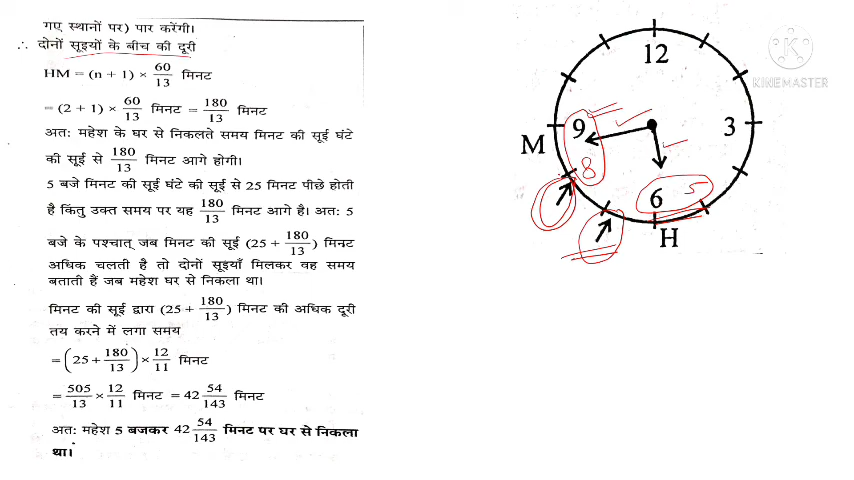 गए स्थानों पर) पार करेंगी।
∴ दोनों सूइयों के बीच की दूरी
HM = (n + 1) × 60/13 मिनट
= (2 + 1) × 60/13 मिनट = 180/13 मिनट
अतः महेश के घर से निकलते समय मिनट की सूई घंटे
की सूई से 180/13 मिनट आगे होगी।
5 बजे मिनट की सूई घंटे की सूई से 25 मिनट पीछे होती
है किंतु उक्त समय पर यह 180/13 मिनट आगे है। अतः 5
बजे के पश्चात् जब मिनट की सूई (25 + 180/13) मिनट
अधिक चलती है तो दोनों सूइयाँ मिलकर वह समय
बताती हैं जब महेश घर से निकला था।
मिनट की सूई द्वारा (25 + 180/13) मिनट की अधिक दूरी
तय करने में लगा समय
= (25 + 180/13) × 12/11 मिनट
= 505/13 × 12/11 मिनट = 42 54/143 मिनट
अतः महेश 5 बजकर 42 54/143 मिनट पर घर से निकला
था।
12
K
KINEMASTER
9
3
M
8
5
6
H